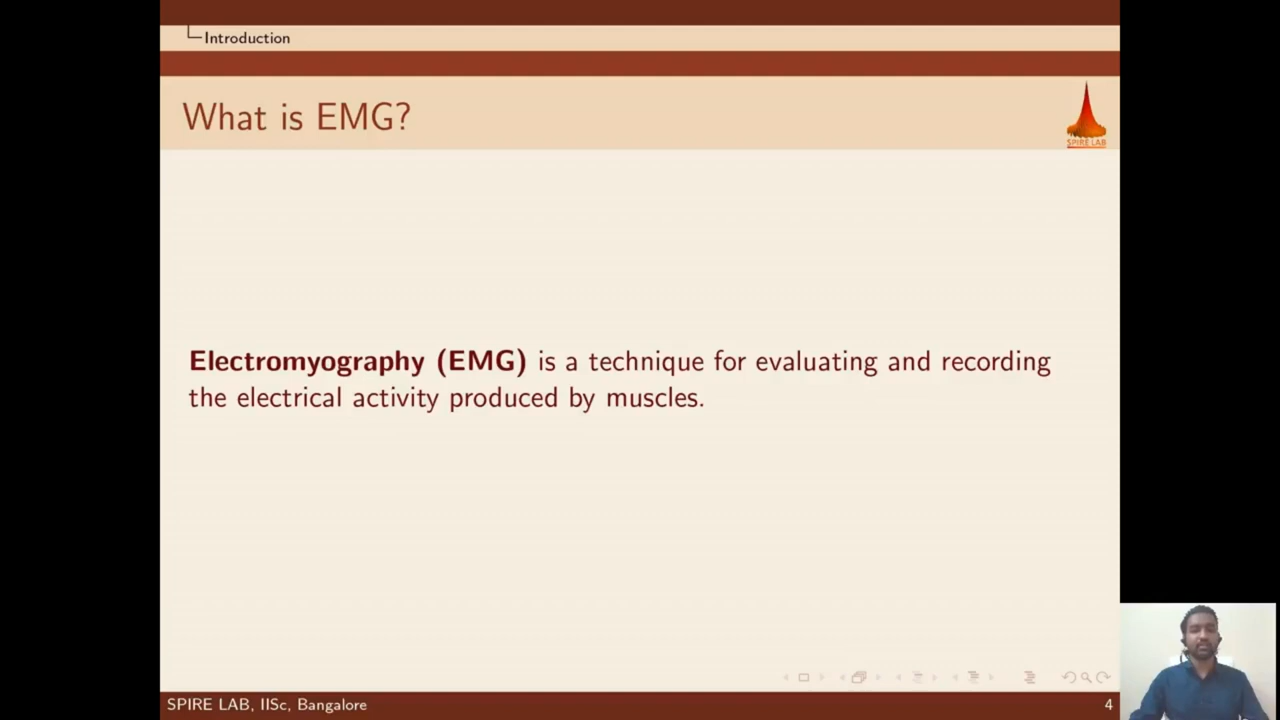 Introduction
What is EMG?
SPIRE LAB
Electromyography (EMG) is a technique for evaluating and recording
the electrical activity produced by muscles.
SPIRE LAB, IISc, Bangalore
4